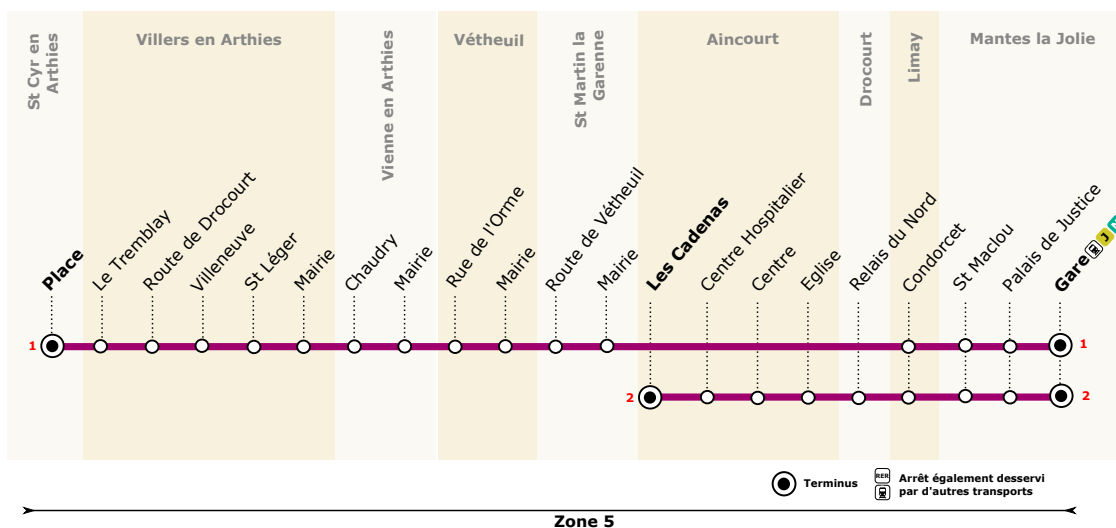 St Cyr en
Arthies
Villers en Arthies
Vienne en Arthies
Vétheuil
St Martin la
Garenne
Aincourt
Drocourt
Limay
Mantes la Jolie
Place
Le Tremblay
Route de Drocourt
Villeneuve
St Léger
Mairie
Chaudry
Mairie
Rue de l'Orme
Mairie
Route de Vétheuil
Mairie
Les Cadenas
Centre Hospitalier
Centre
Eglise
Relais du Nord
Condorcet
St Maclou
Palais de Justice
Gare J
1
1
2
2
Terminus
RER
Arrêt également desservi
par d'autres transports
Zone 5